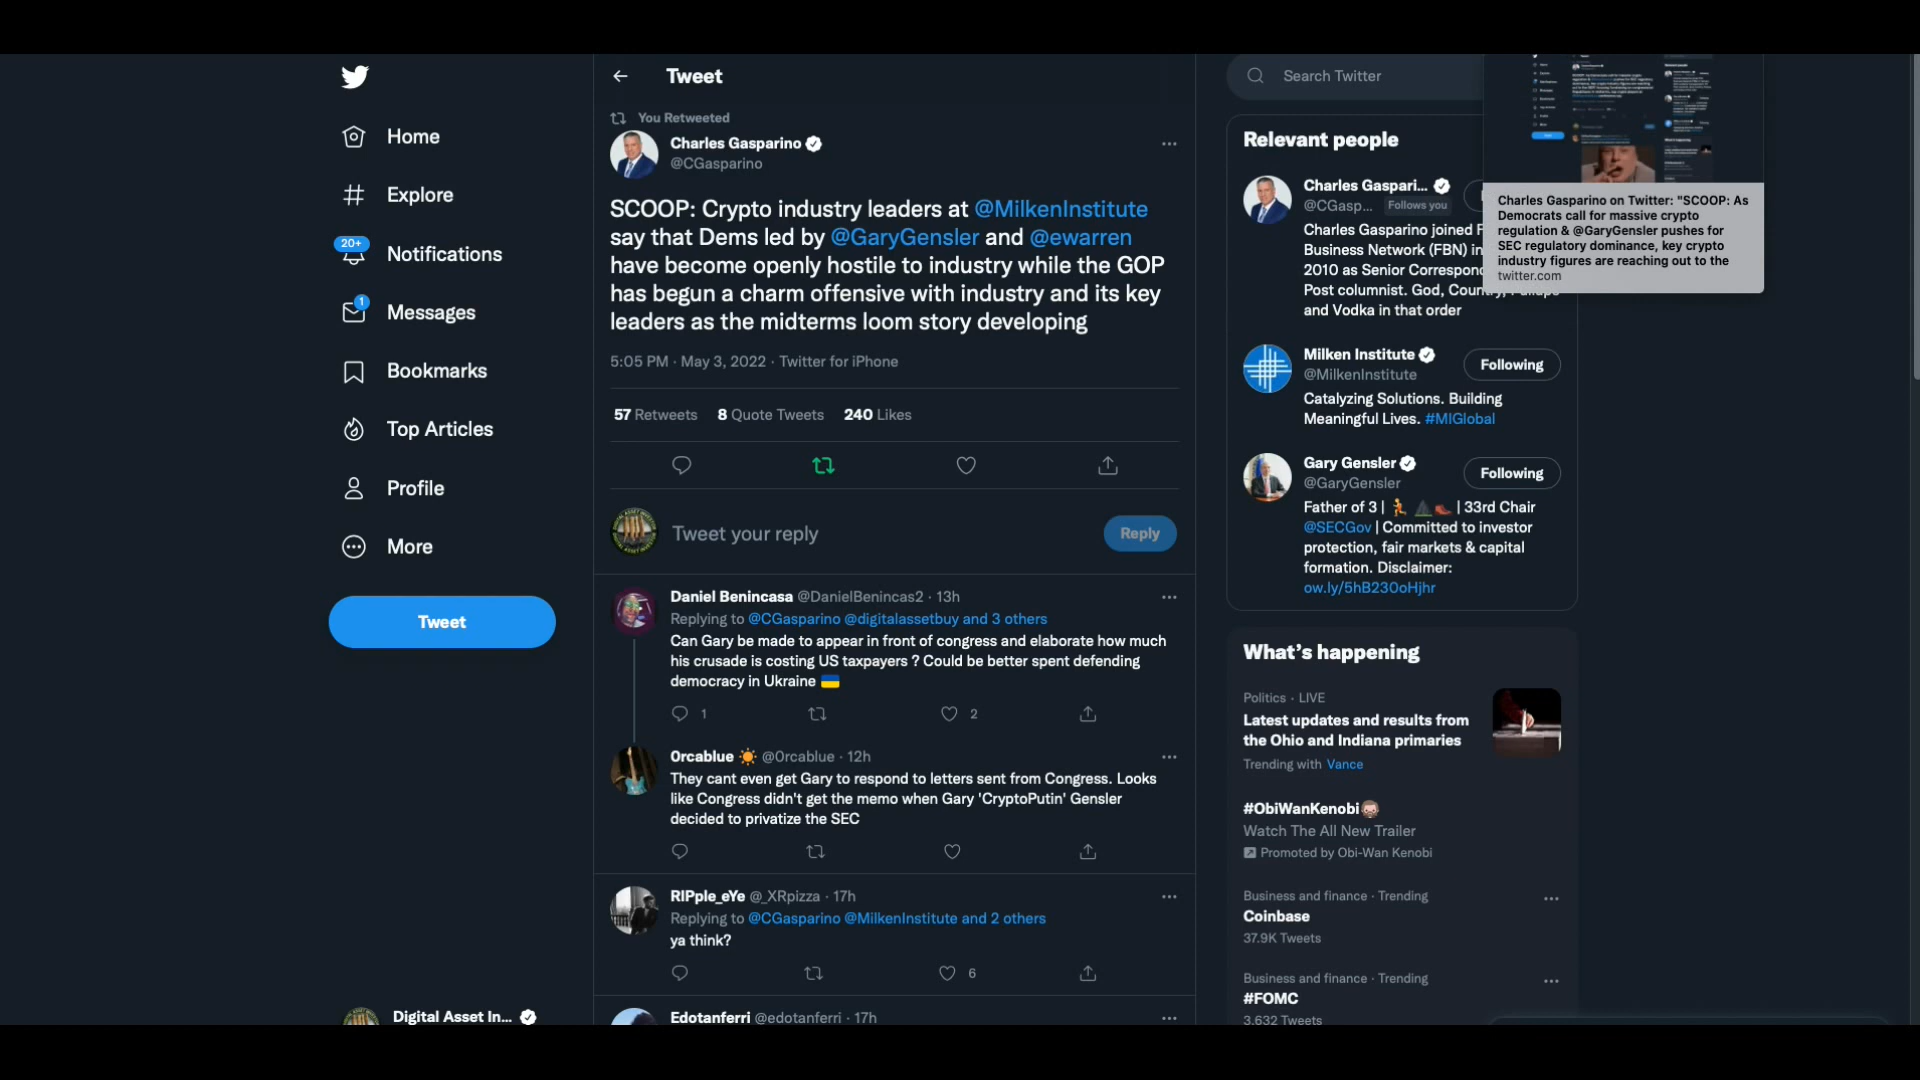 Tweet
Search Twitter
You Retweeted
Charles Gasparino
@CGasparino
SCOOP: Crypto industry leaders at @MilkenInstitute
say that Dems led by @GaryGensler and @ewarren
have become openly hostile to industry while the GOP
has begun a charm offensive with industry and its key
leaders as the midterms loom story developing
5:05 PM · May 3, 2022 · Twitter for iPhone
57 Retweets 8 Quote Tweets 240 Likes
Tweet your reply
Reply
Daniel Benincasa @DanielBenincas2 · 13h
Replying to @CGasparino @digitalassetbuy and 3 others
Can Gary be made to appear in front of congress and elaborate how much
his crusade is costing US taxpayers ? Could be better spent defending
democracy in Ukraine 🇺🇦
1
2
Orcablue ☀️ @Orcablue · 12h
They cant even get Gary to respond to letters sent from Congress. Looks
like Congress didn't get the memo when Gary 'CryptoPutin' Gensler
decided to privatize the SEC
RIPple_eYe @_XRpizza · 17h
Replying to @CGasparino @MilkenInstitute and 2 others
ya think?
6
Edotanferri @edotanferri · 17h
Home
Explore
20+
Notifications
1
Messages
Bookmarks
Top Articles
Profile
More
Tweet
Digital Asset In...
Relevant people
Charles Gaspari...
@CGasp... Follows you
Charles Gasparino joined
Business Network (FBN) in
2010 as Senior
Post columnist. God,
and Vodka in that order
Milken Institute
@MilkenInstitute
Following
Catalyzing Solutions. Building
Meaningful Lives. #MIGlobal
Gary Gensler
@GaryGensler
Following
Father of 3 | 🏃 ⛰️👞 | 33rd Chair
@SECGov | Committed to investor
protection, fair markets & capital
formation. Disclaimer:
ow.ly/5hB230oHjhr
Charles Gasparino on Twitter: "SCOOP: As
Democrats call for massive crypto
regulation & @GaryGensler pushes for
SEC regulatory dominance, key crypto
industry figures are reaching out to the
twitter.com
What's happening
Politics · LIVE
Latest updates and results from
the Ohio and Indiana primaries
Trending with Vance
#ObiWanKenobi
Watch The All New Trailer
Promoted by Obi-Wan Kenobi
Business and finance · Trending
Coinbase
37.9K Tweets
Business and finance · Trending
#FOMC
3,632 Tweets